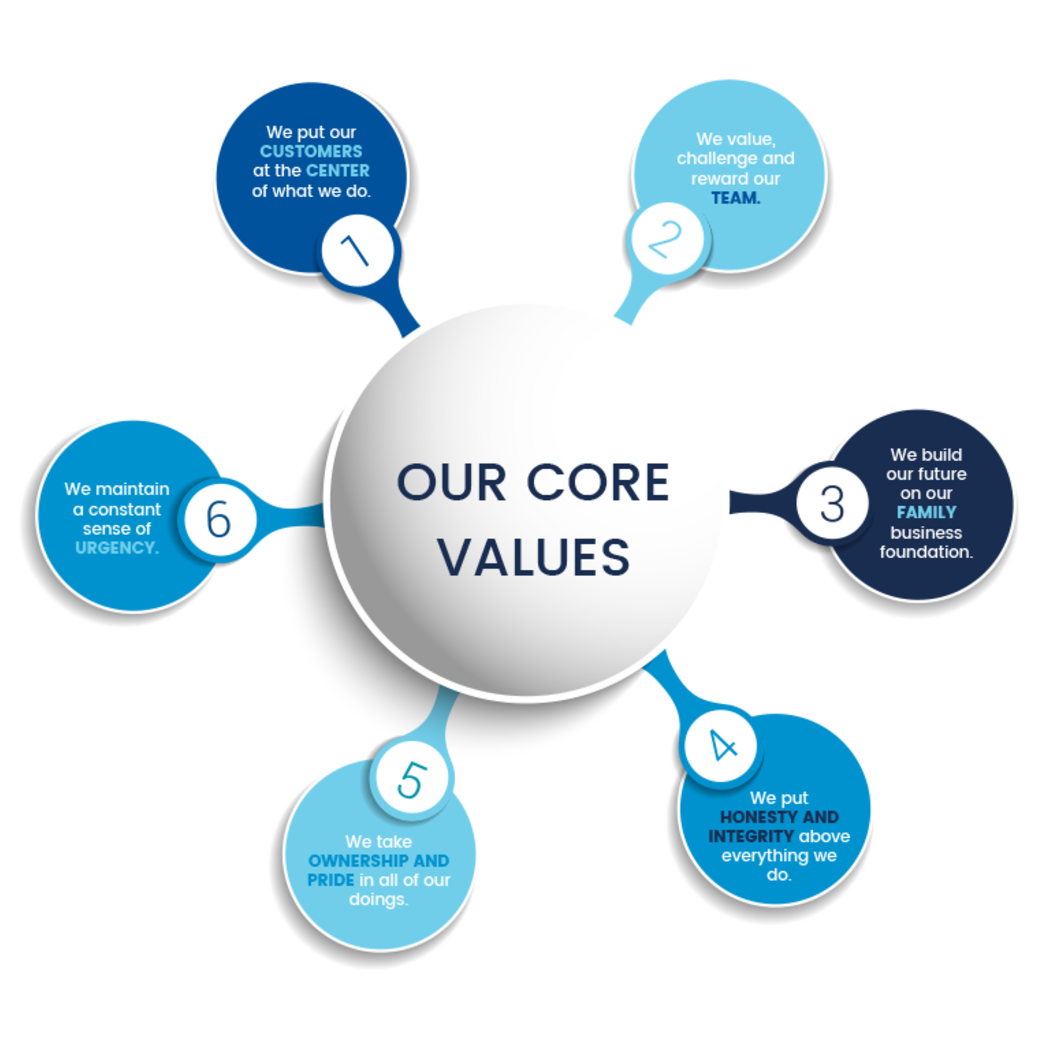 OUR CORE
VALUES
1
We put our
CUSTOMERS
at the CENTER
of what we do.
2
We value,
challenge and
reward our
TEAM.
3
We build
our future
on our
FAMILY
business
foundation.
4
We put
HONESTY AND
INTEGRITY above
everything we
do.
5
We take
OWNERSHIP AND
PRIDE in all of our
doings.
6
We maintain
a constant
sense of
URGENCY.